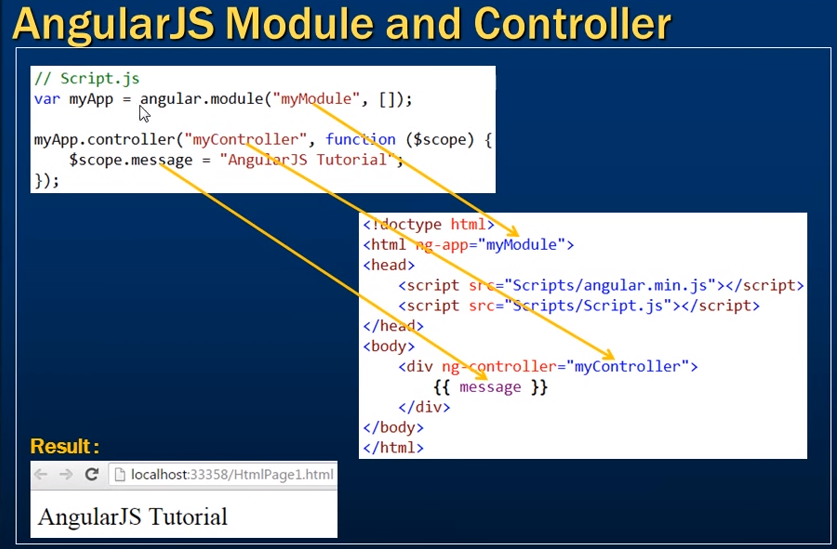 AngularJS Module and Controller
// Script.js
var myApp = angular.module("myModule", []);
myApp.controller("myController", function ($scope) {
$scope.message = "AngularJS Tutorial";
});
<!doctype html>
<html ng-app="myModule">
<head>
<script src="Scripts/angular.min.js"></script>
<script src="Scripts/Script.js"></script>
</head>
<body>
<div ng-controller="myController">
{{ message }}
</div>
</body>
</html>
Result :
localhost:33358/HtmlPage1.html
AngularJS Tutorial